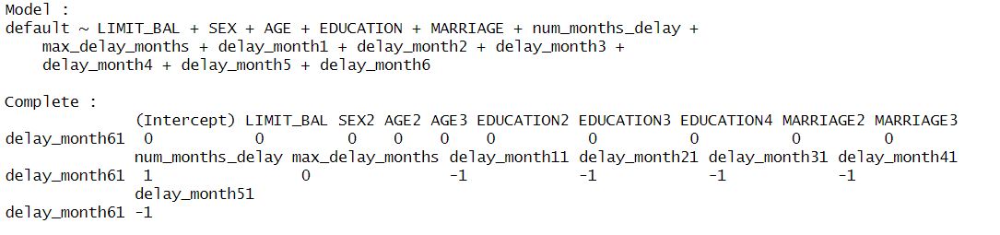 Model :
default ~ LIMIT_BAL + SEX + AGE + EDUCATION + MARRIAGE + num_months_delay +
    max_delay_months + delay_month1 + delay_month2 + delay_month3 +
    delay_month4 + delay_month5 + delay_month6

Complete :
              (Intercept) LIMIT_BAL SEX2 AGE2 AGE3 EDUCATION2 EDUCATION3 EDUCATION4 MARRIAGE2 MARRIAGE3
delay_month61  0           0         0    0    0    0          0          0          0         0
              num_months_delay max_delay_months delay_month11 delay_month21 delay_month31 delay_month41
delay_month61  1                0               -1            -1            -1            -1
              delay_month51
delay_month61 -1